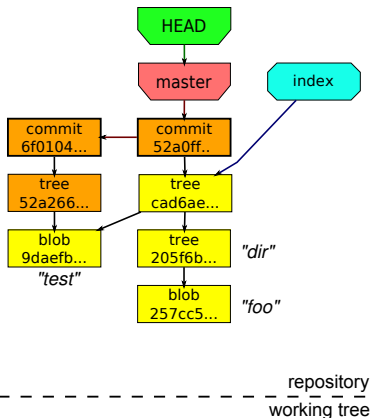 HEAD
master
index
commit
6f0104...
commit
52a0ff..
tree
52a266...
tree
cad6ae...
blob
9daefb...
"test"
tree
205f6b...
"dir"
blob
257cc5...
"foo"
repository
working tree